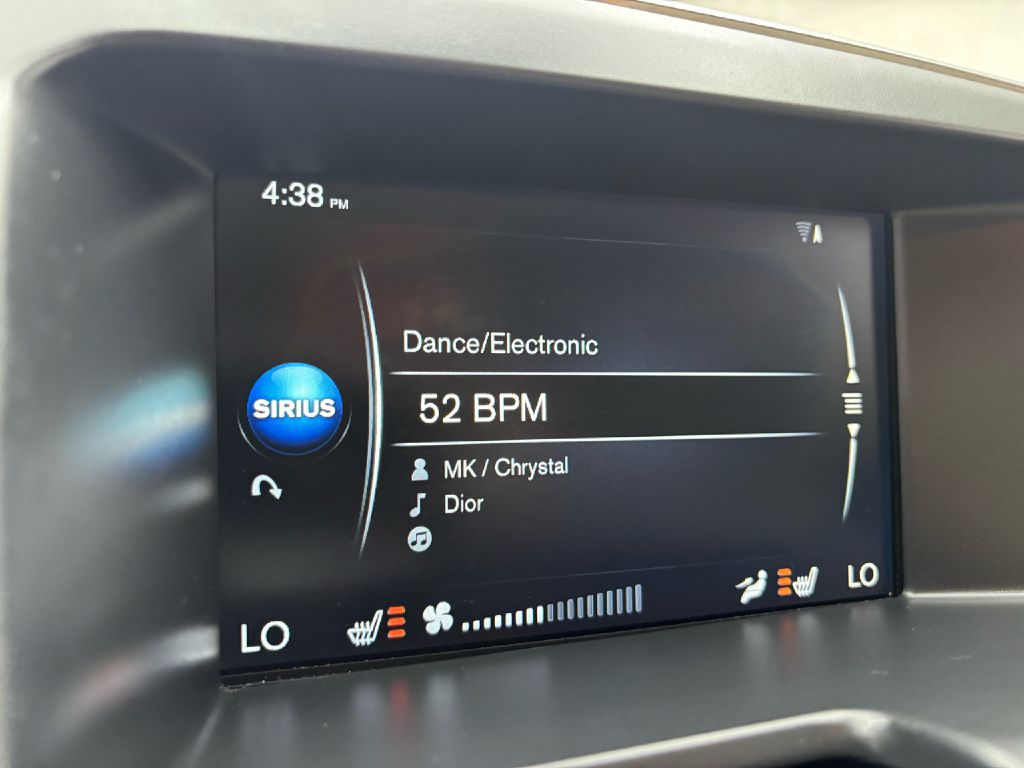 4:38 PM
A
Dance/Electronic
SIRIUS
52 BPM
MK / Chrystal
Dior
LO
LO